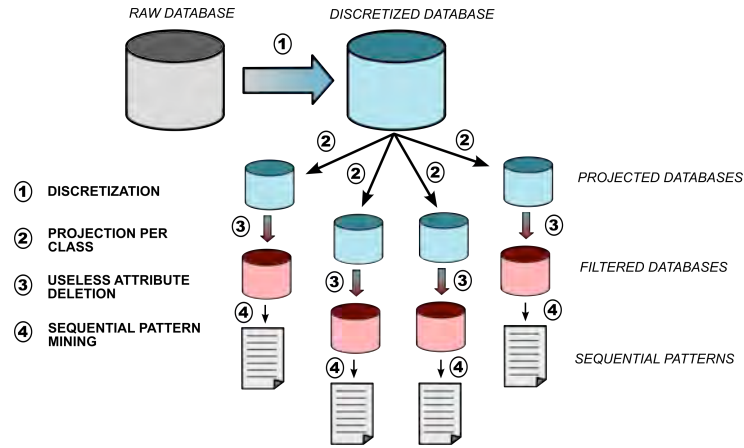 RAW DATABASE
DISCRETIZED DATABASE
1
2
2
2
2
PROJECTED DATABASES
1 DISCRETIZATION
3
3
2 PROJECTION PER
CLASS
3
3
FILTERED DATABASES
3 USELESS ATTRIBUTE
DELETION
4
4
4 SEQUENTIAL PATTERN
MINING
4
4
SEQUENTIAL PATTERNS